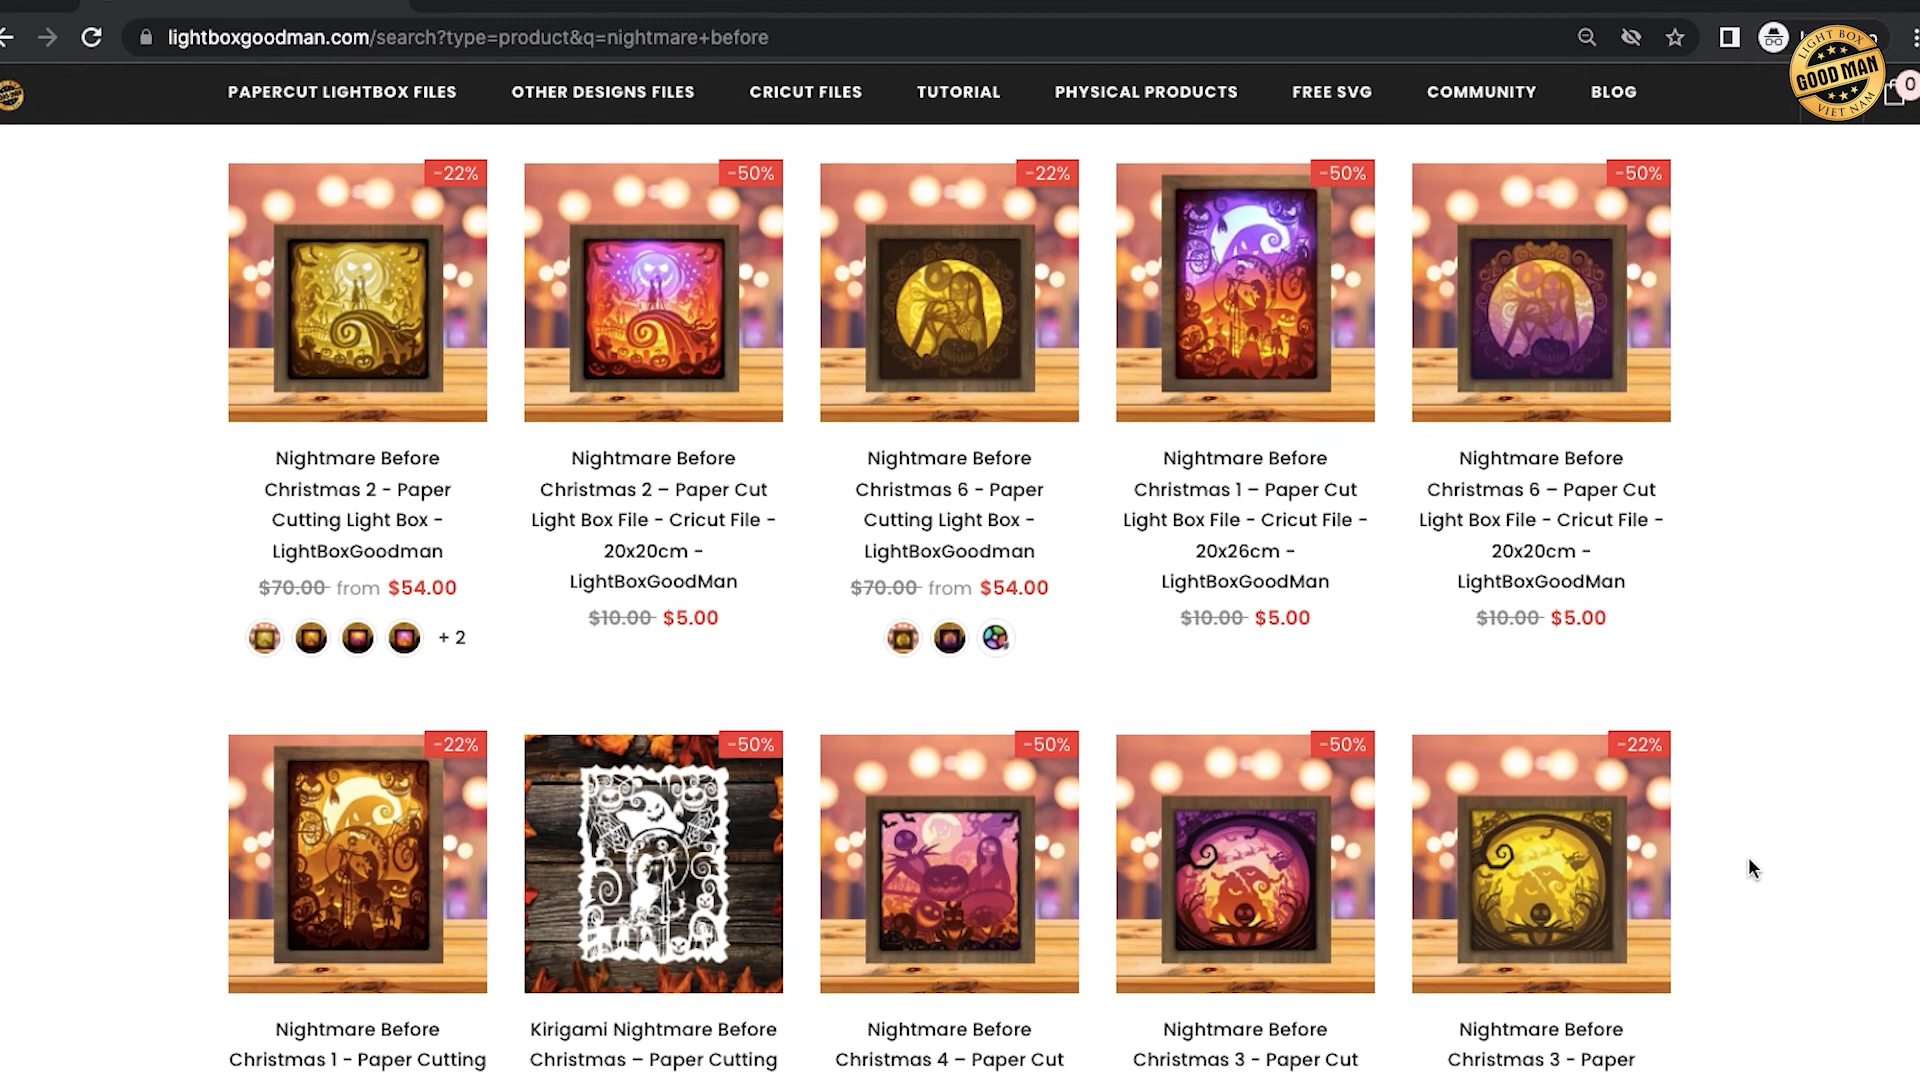 lightboxgoodman.com/search?type=product&q=nightmare+before
LIGHT BOX
GOOD MAN
VIET NAM
PAPERCUT LIGHTBOX FILES
OTHER DESIGNS FILES
CRICUT FILES
TUTORIAL
PHYSICAL PRODUCTS
FREE SVG
COMMUNITY
BLOG
0
-22%
-50%
-22%
-50%
-50%
Nightmare Before
Christmas 2 - Paper
Cutting Light Box -
LightBoxGoodman
$70.00 from $54.00
+ 2
Nightmare Before
Christmas 2 – Paper Cut
Light Box File - Cricut File -
20x20cm -
LightBoxGoodMan
$10.00 $5.00
Nightmare Before
Christmas 6 - Paper
Cutting Light Box -
LightBoxGoodman
$70.00 from $54.00
Nightmare Before
Christmas 1 – Paper Cut
Light Box File - Cricut File -
20x26cm -
LightBoxGoodMan
$10.00 $5.00
Nightmare Before
Christmas 6 – Paper Cut
Light Box File - Cricut File -
20x20cm -
LightBoxGoodMan
$10.00 $5.00
-22%
-50%
-50%
-50%
-22%
Nightmare Before
Christmas 1 - Paper Cutting
Kirigami Nightmare Before
Christmas – Paper Cutting
Nightmare Before
Christmas 4 – Paper Cut
Nightmare Before
Christmas 3 - Paper Cut
Nightmare Before
Christmas 3 - Paper